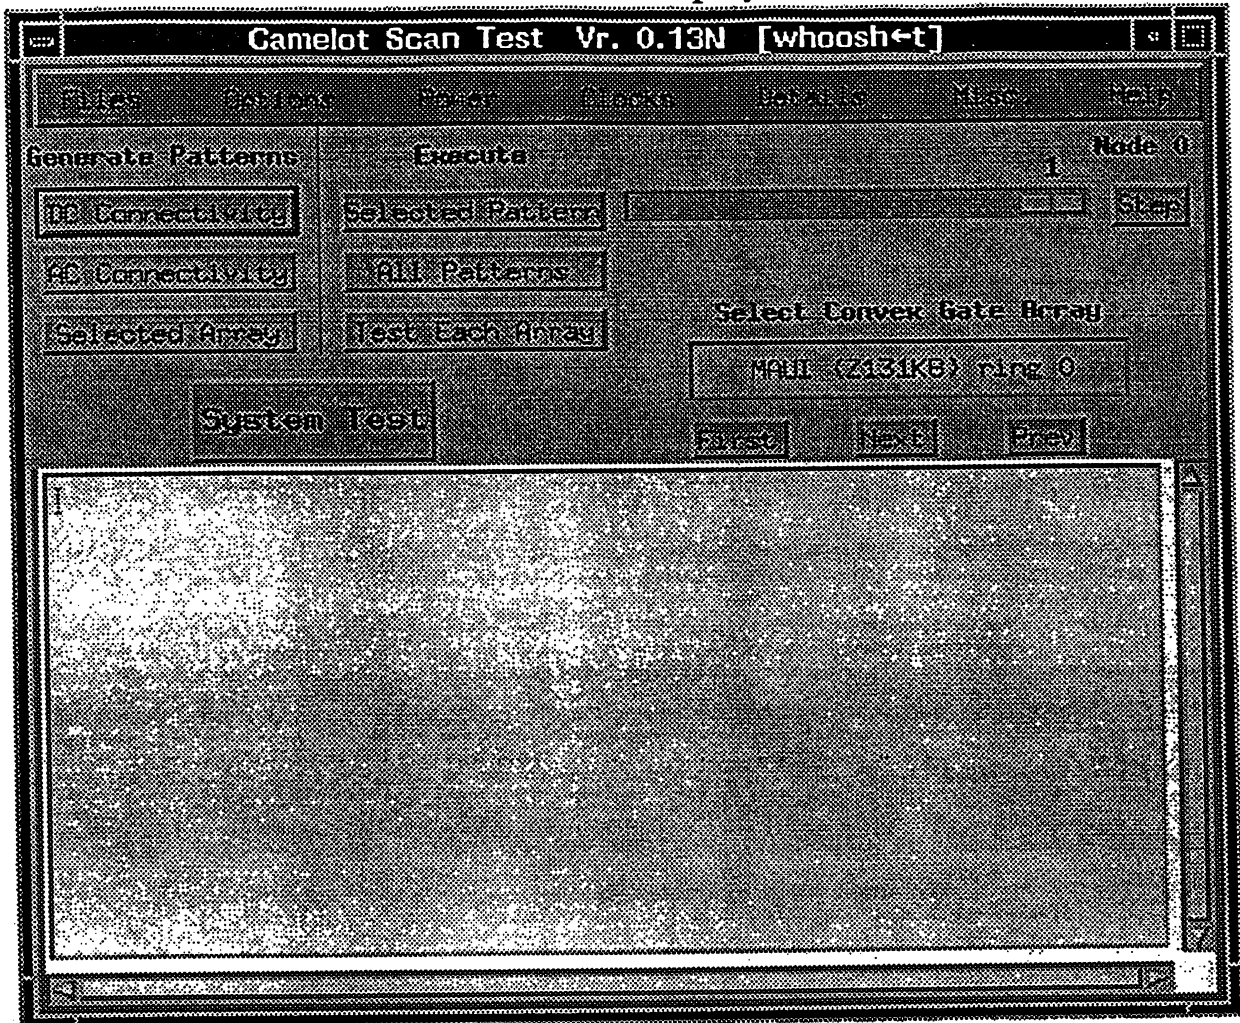 Camelot Scan Test Vr. 0.13N [whoosh←t]
Files Options Power Clocks Details Misc. Help
Generate Patterns Execute Node 0
1
DC Connectivity Selected Pattern Step
AC Connectivity All Patterns
Select Convex Gate Array
Selected Array Test Each Array
MAUI (Z131KB) ring 0
System Test
First Next Prev